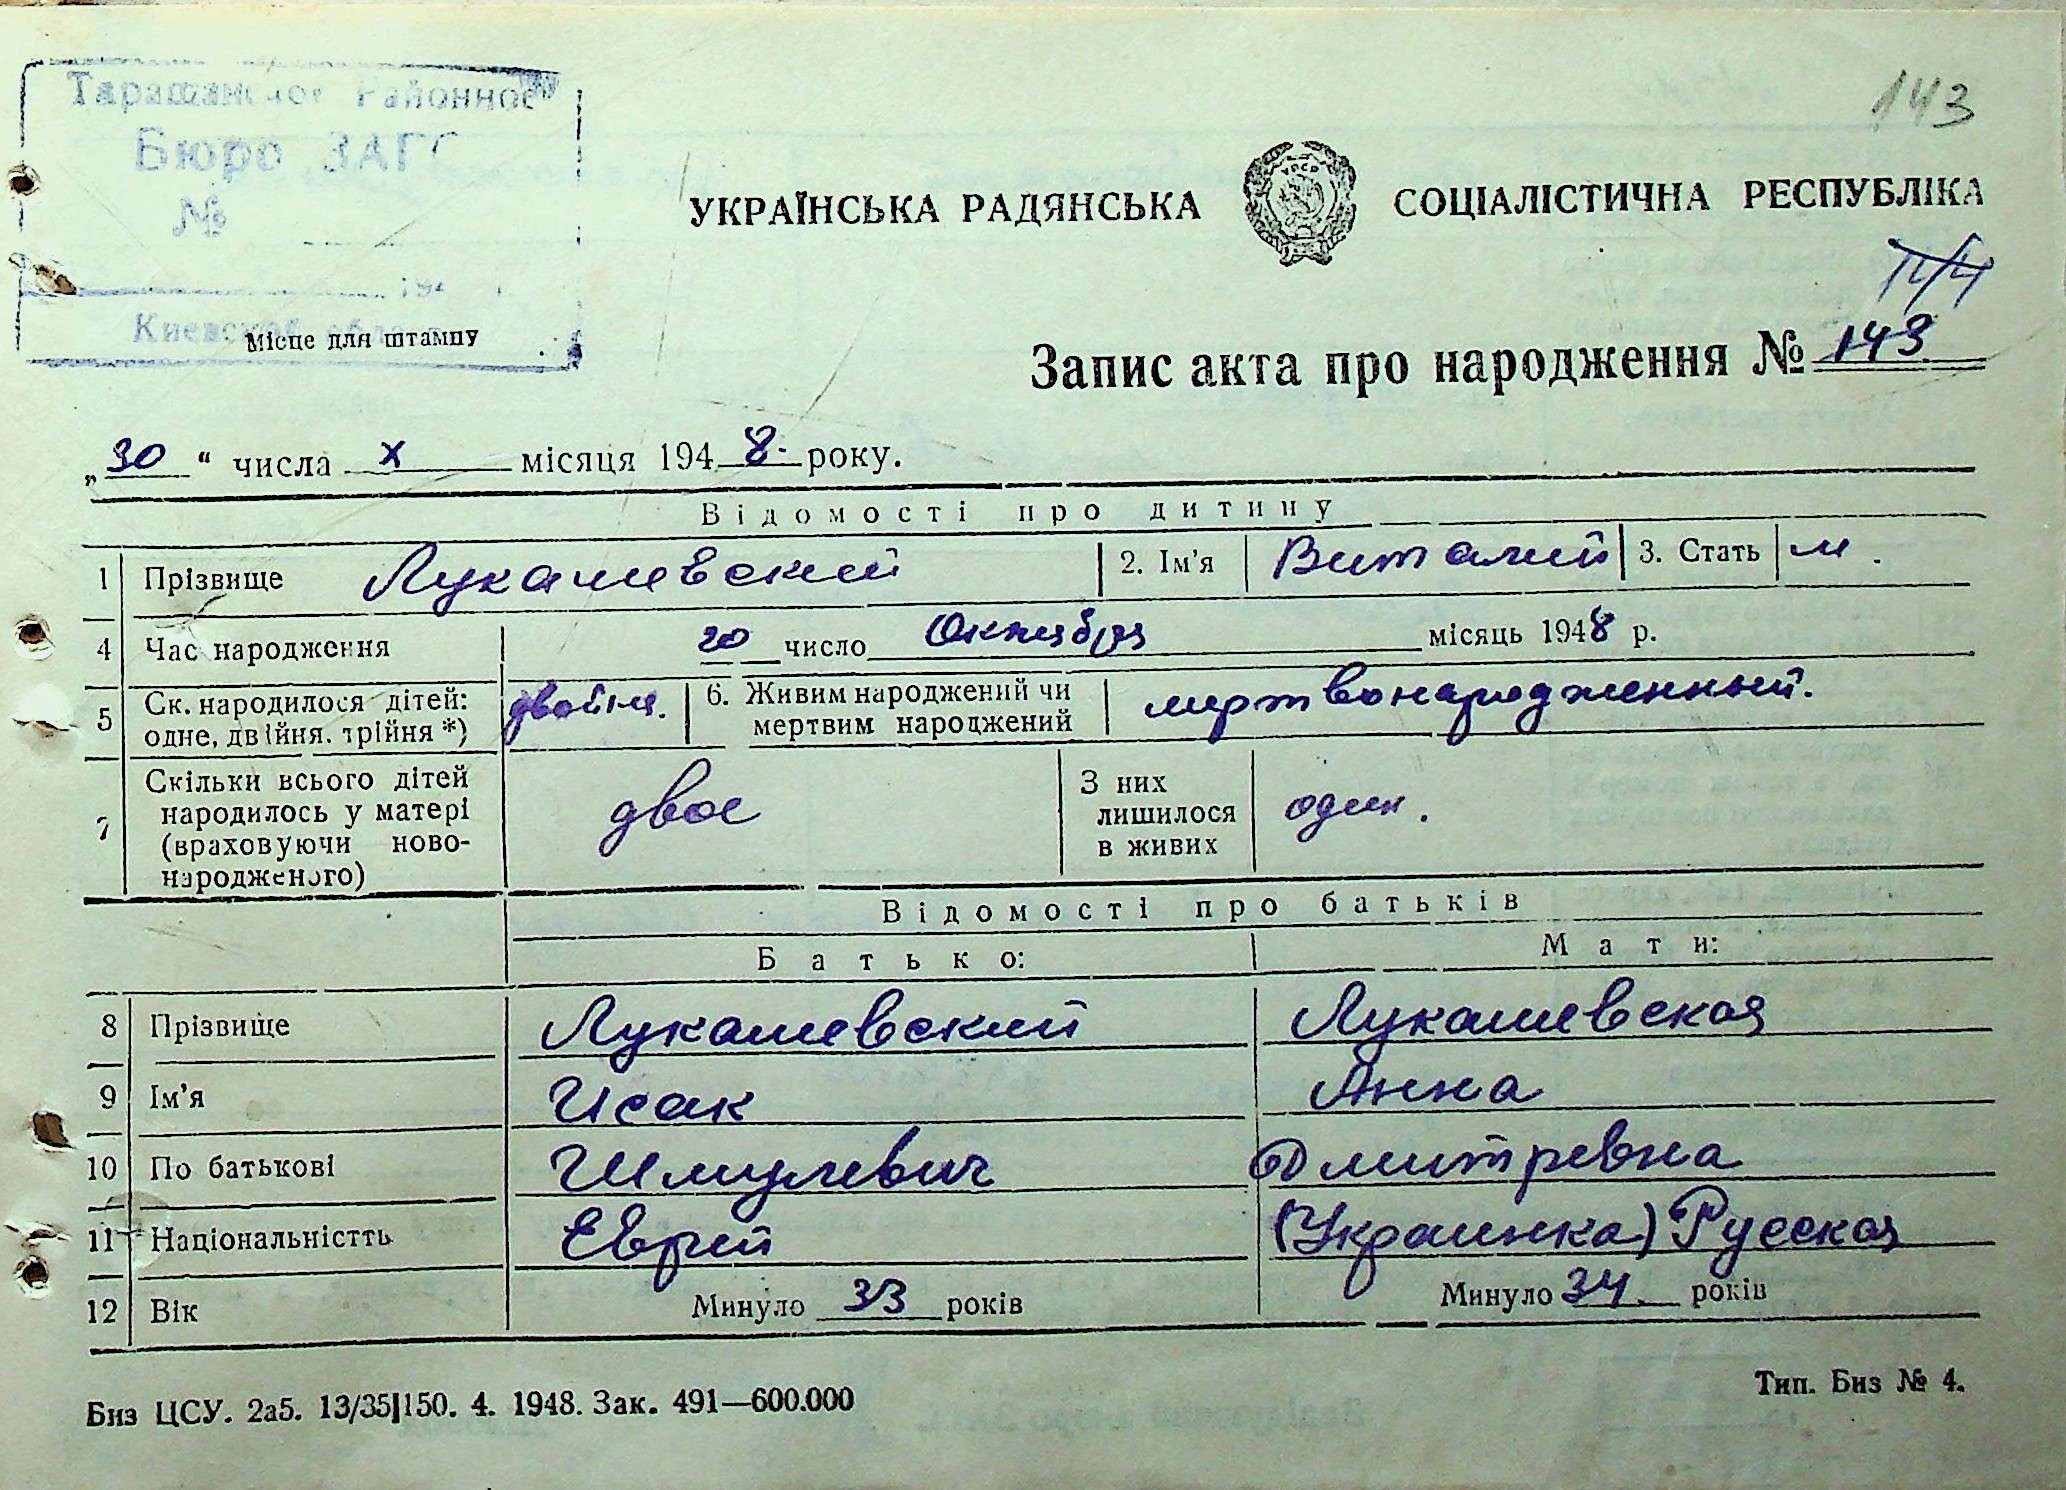 143
Районное
Бюро ЗАГС
№
УКРАЇНСЬКА РАДЯНСЬКА СОЦІАЛІСТИЧНА РЕСПУБЛІКА
УРСР
Місце для штампу
Запис акта про народження № 143
„30“ числа X місяця 1948. року.
Відомості про дитину
1 Прізвище Лукашевский 2. Ім'я Виталий 3. Стать м.
4 Час народження 20 число Октября місяць 1948 р.
5 Ск. народилося дітей: одне, двійня, трійня *) двойня. 6. Живим народжений чи мертвим народжений мертвонародженный.
7 Скільки всього дітей народилось у матері (враховуючи новонародженого) двое З них лишилося в живих один.
Відомості про батьків
Батько: Мати:
8 Прізвище Лукашевский Лукашевская
9 Ім'я Исак Анна
10 По батькові Шмулевич Дмитревна
11 Національністть Еврей (Украинка) Русская
12 Вік Минуло 33 років Минуло 34 років
Биз ЦСУ. 2а5. 13/35|150. 4. 1948. Зак. 491—600.000 Тип. Биз № 4.